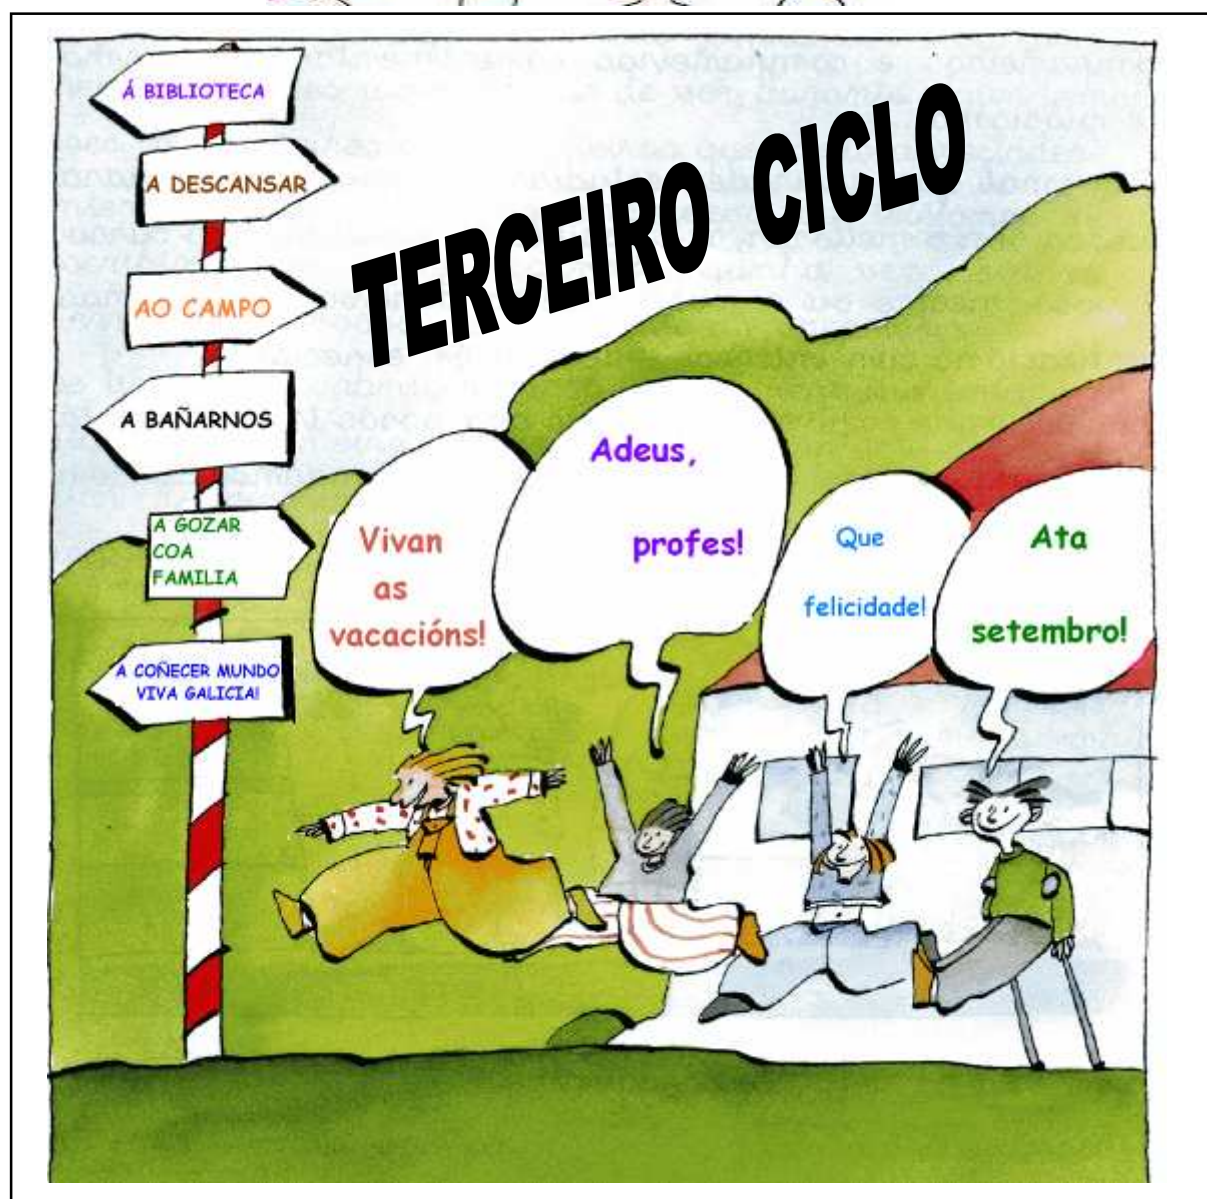 Á BIBLIOTECA
A DESCANSAR
AO CAMPO
A BAÑARNOS
A GOZAR
COA
FAMILIA
A COÑECER MUNDO
VIVA GALICIA!
TERCEIRO CICLO
Vivan
as
vacacións!
Adeus,
profes!
Que
felicidade!
Ata
setembro!